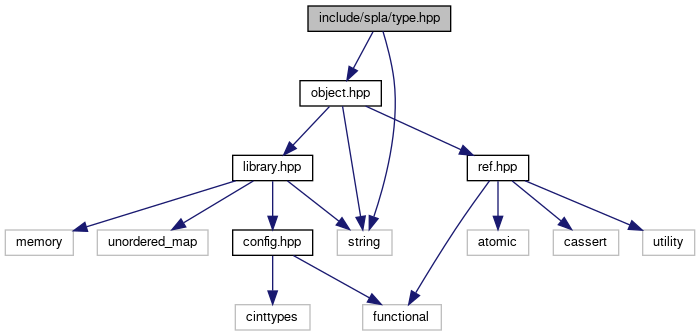 include/spla/type.hpp
object.hpp
library.hpp
ref.hpp
memory
unordered_map
config.hpp
string
atomic
cassert
utility
cinttypes
functional